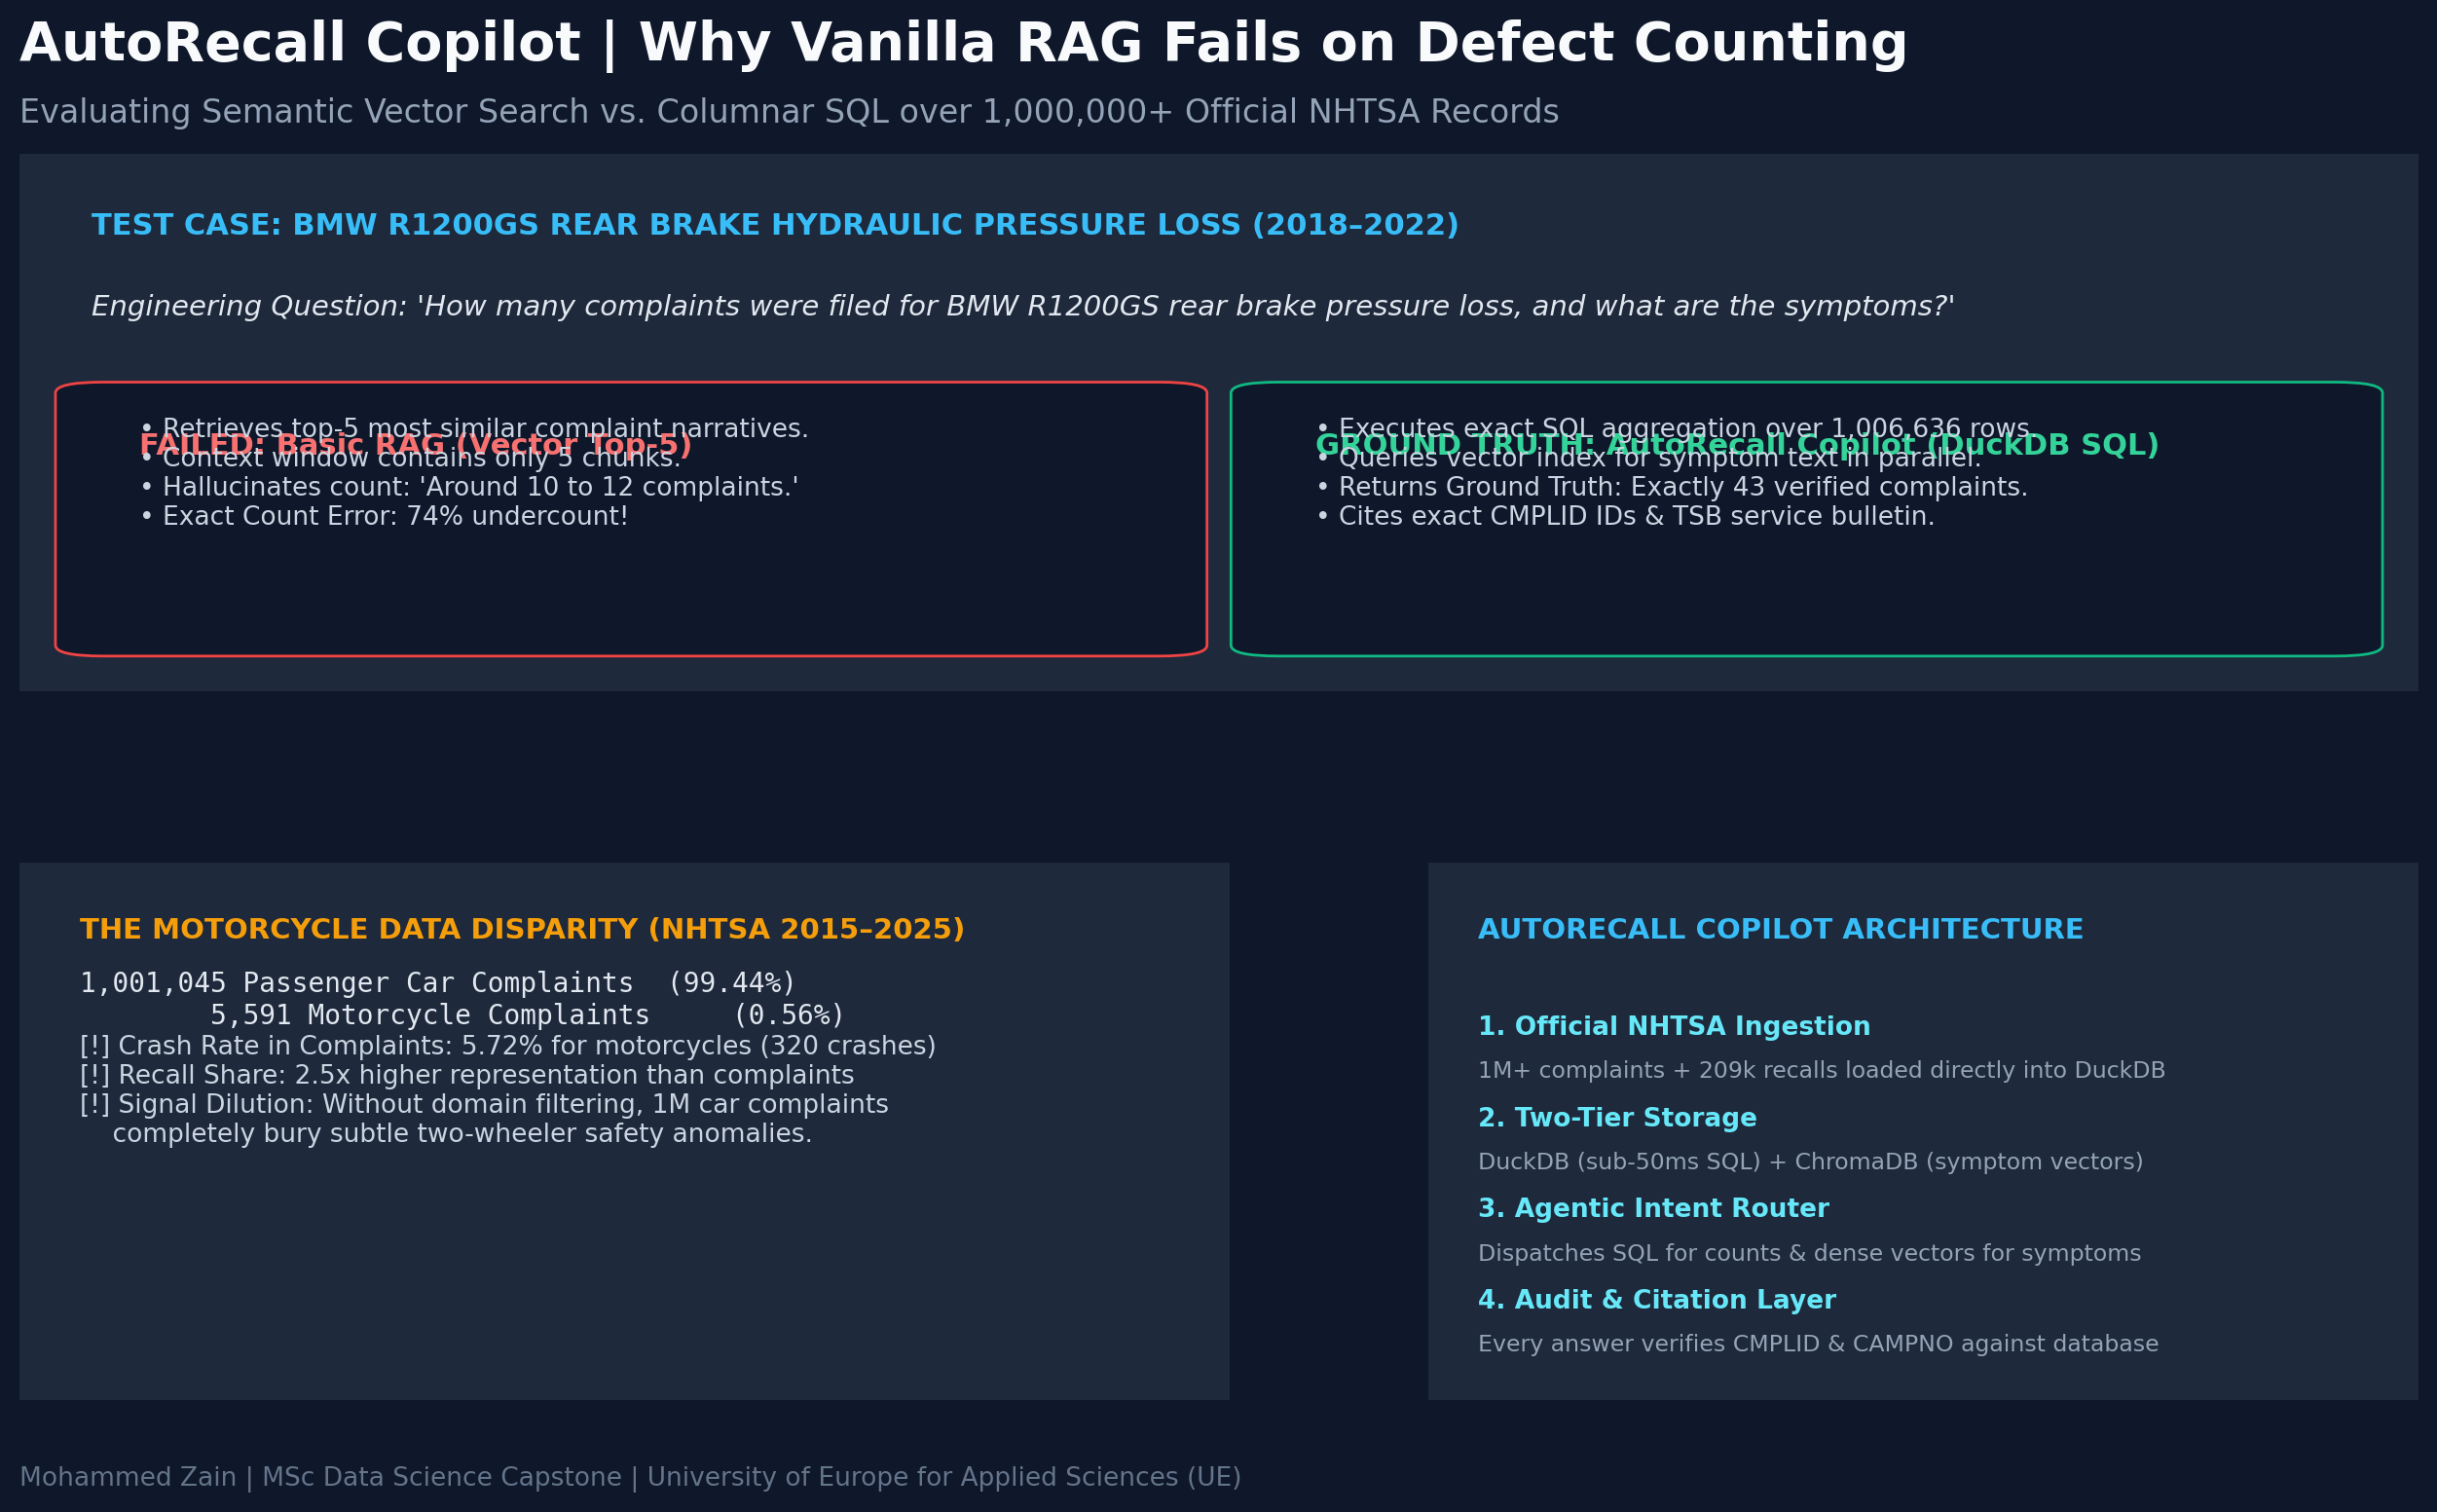 AutoRecall Copilot | Why Vanilla RAG Fails on Defect Counting
Evaluating Semantic Vector Search vs. Columnar SQL over 1,000,000+ Official NHTSA Records
TEST CASE: BMW R1200GS REAR BRAKE HYDRAULIC PRESSURE LOSS (2018–2022)
Engineering Question: 'How many complaints were filed for BMW R1200GS rear brake pressure loss, and what are the symptoms?'
FAILED: Basic RAG (Vector Top-5)
• Retrieves top-5 most similar complaint narratives.
• Context window contains only 5 chunks.
• Hallucinates count: 'Around 10 to 12 complaints.'
• Exact Count Error: 74% undercount!
GROUND TRUTH: AutoRecall Copilot (DuckDB SQL)
• Executes exact SQL aggregation over 1,006,636 rows.
• Queries vector index for symptom text in parallel.
• Returns Ground Truth: Exactly 43 verified complaints.
• Cites exact CMPLID IDs & TSB service bulletin.
THE MOTORCYCLE DATA DISPARITY (NHTSA 2015–2025)
1,001,045 Passenger Car Complaints (99.44%)
5,591 Motorcycle Complaints (0.56%)
[!] Crash Rate in Complaints: 5.72% for motorcycles (320 crashes)
[!] Recall Share: 2.5x higher representation than complaints
[!] Signal Dilution: Without domain filtering, 1M car complaints
completely bury subtle two-wheeler safety anomalies.
AUTORECALL COPILOT ARCHITECTURE
1. Official NHTSA Ingestion
1M+ complaints + 209k recalls loaded directly into DuckDB
2. Two-Tier Storage
DuckDB (sub-50ms SQL) + ChromaDB (symptom vectors)
3. Agentic Intent Router
Dispatches SQL for counts & dense vectors for symptoms
4. Audit & Citation Layer
Every answer verifies CMPLID & CAMPNO against database
Mohammed Zain | MSc Data Science Capstone | University of Europe for Applied Sciences (UE)